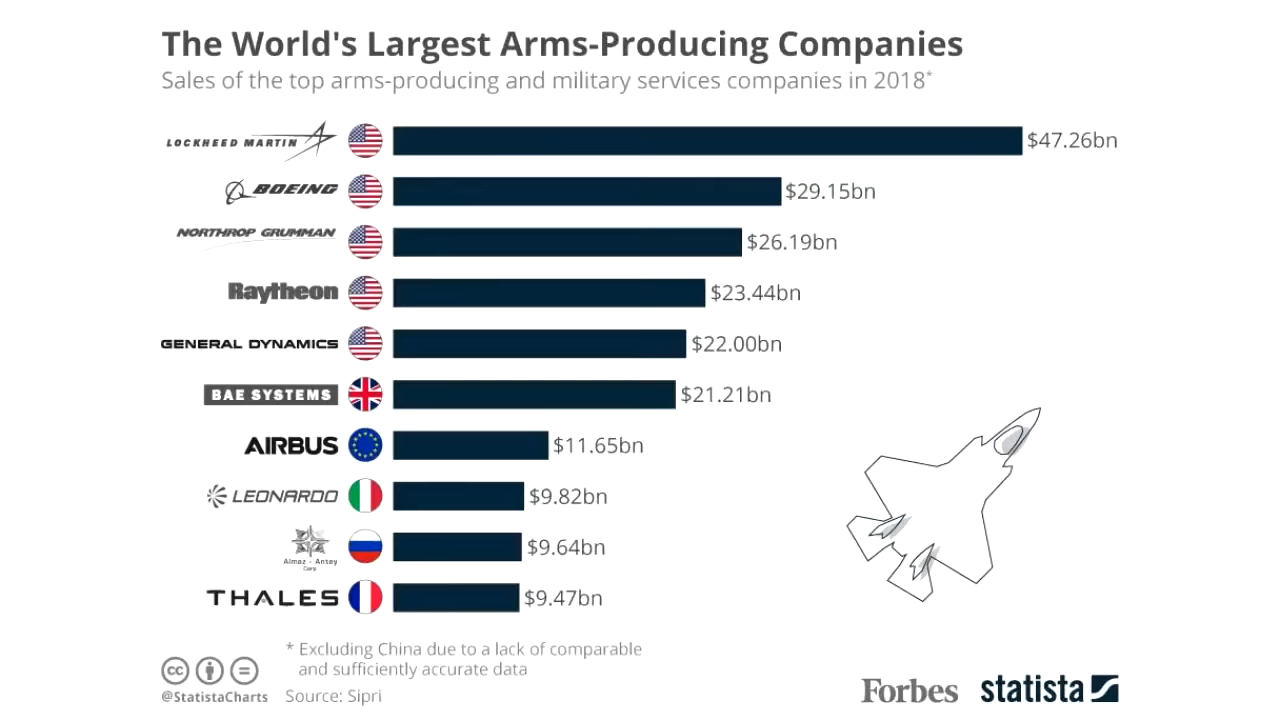 The World's Largest Arms-Producing Companies
Sales of the top arms-producing and military services companies in 2018*
LOCKHEED MARTIN $47.26bn
BOEING $29.15bn
NORTHROP GRUMMAN $26.19bn
Raytheon $23.44bn
GENERAL DYNAMICS $22.00bn
BAE SYSTEMS $21.21bn
AIRBUS $11.65bn
LEONARDO $9.82bn
Almaz - Antey
Corp
$9.64bn
THALES $9.47bn
* Excluding China due to a lack of comparable
and sufficiently accurate data
cc
@StatistaCharts Source: Sipri
Forbes statista